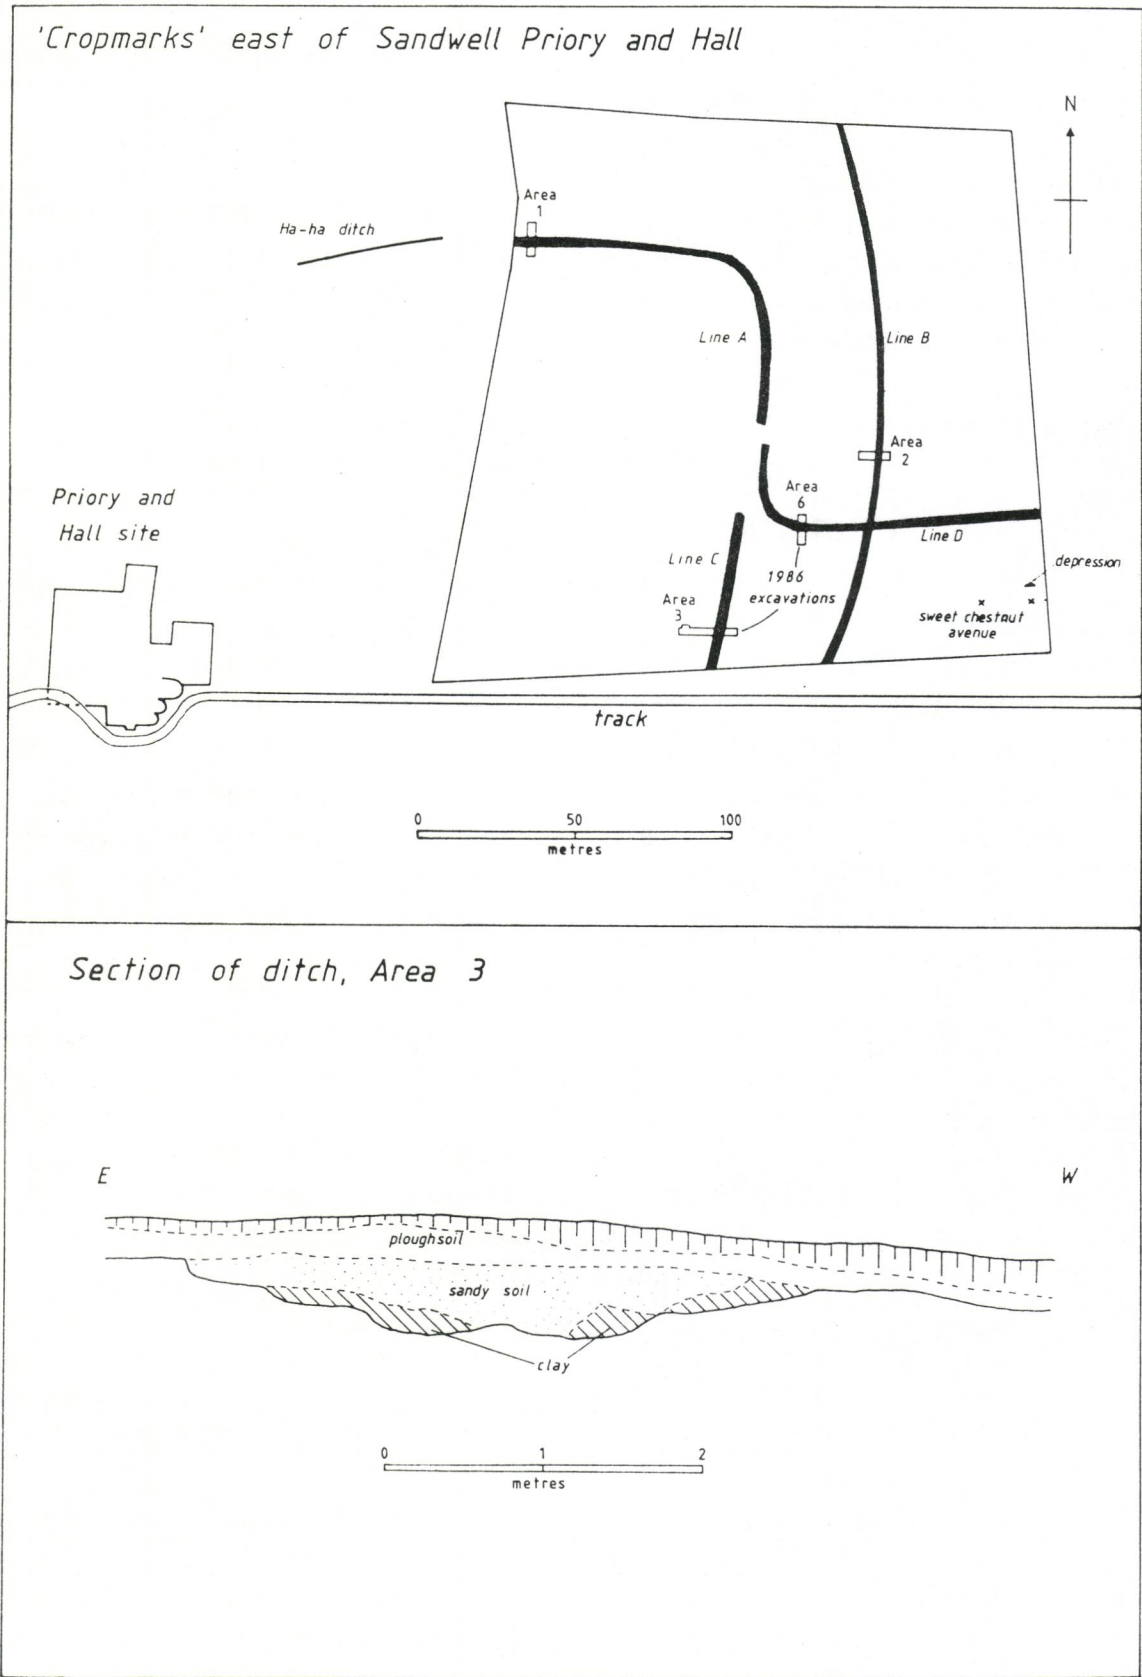 'Cropmarks' east of Sandwell Priory and Hall
N
Area
1
Ha-ha ditch
Line A
Line B
Area
2
Priory and
Hall site
Area
6
Line D
Line C
1986
excavations
depression
Area
3
sweet chestnut
avenue
track
0 50 100
metres
Section of ditch, Area 3
E W
ploughsoil
sandy soil
clay
0 1 2
metres